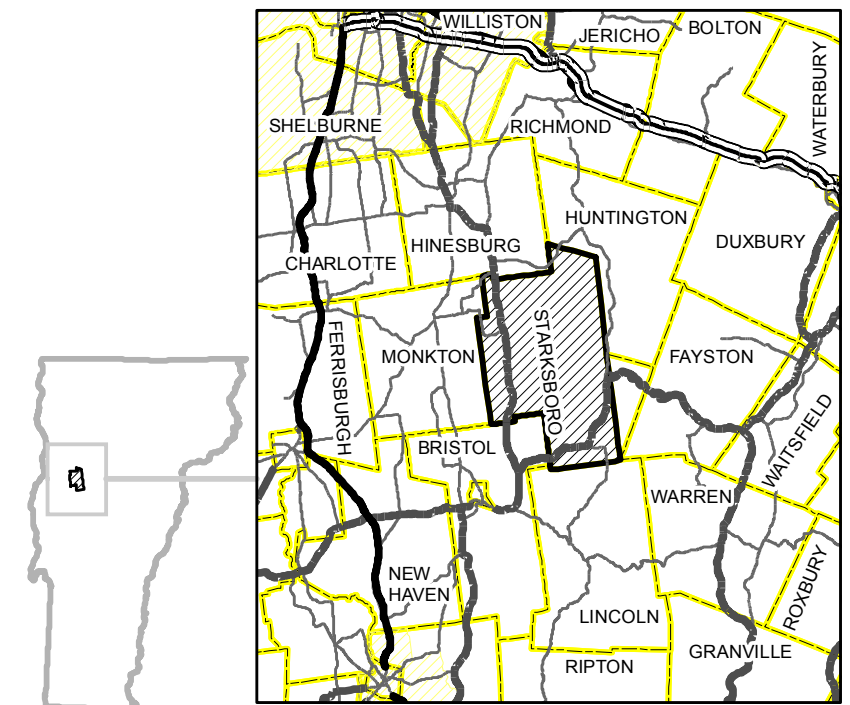 WILLISTON
BOLTON
JERICHO
WATERBURY
SHELBURNE
RICHMOND
HUNTINGTON
DUXBURY
HINESBURG
CHARLOTTE
STARKSBORO
FERRISBURGH
MONKTON
FAYSTON
WAITSFIELD
BRISTOL
WARREN
NEW
HAVEN
ROXBURY
LINCOLN
GRANVILLE
RIPTON